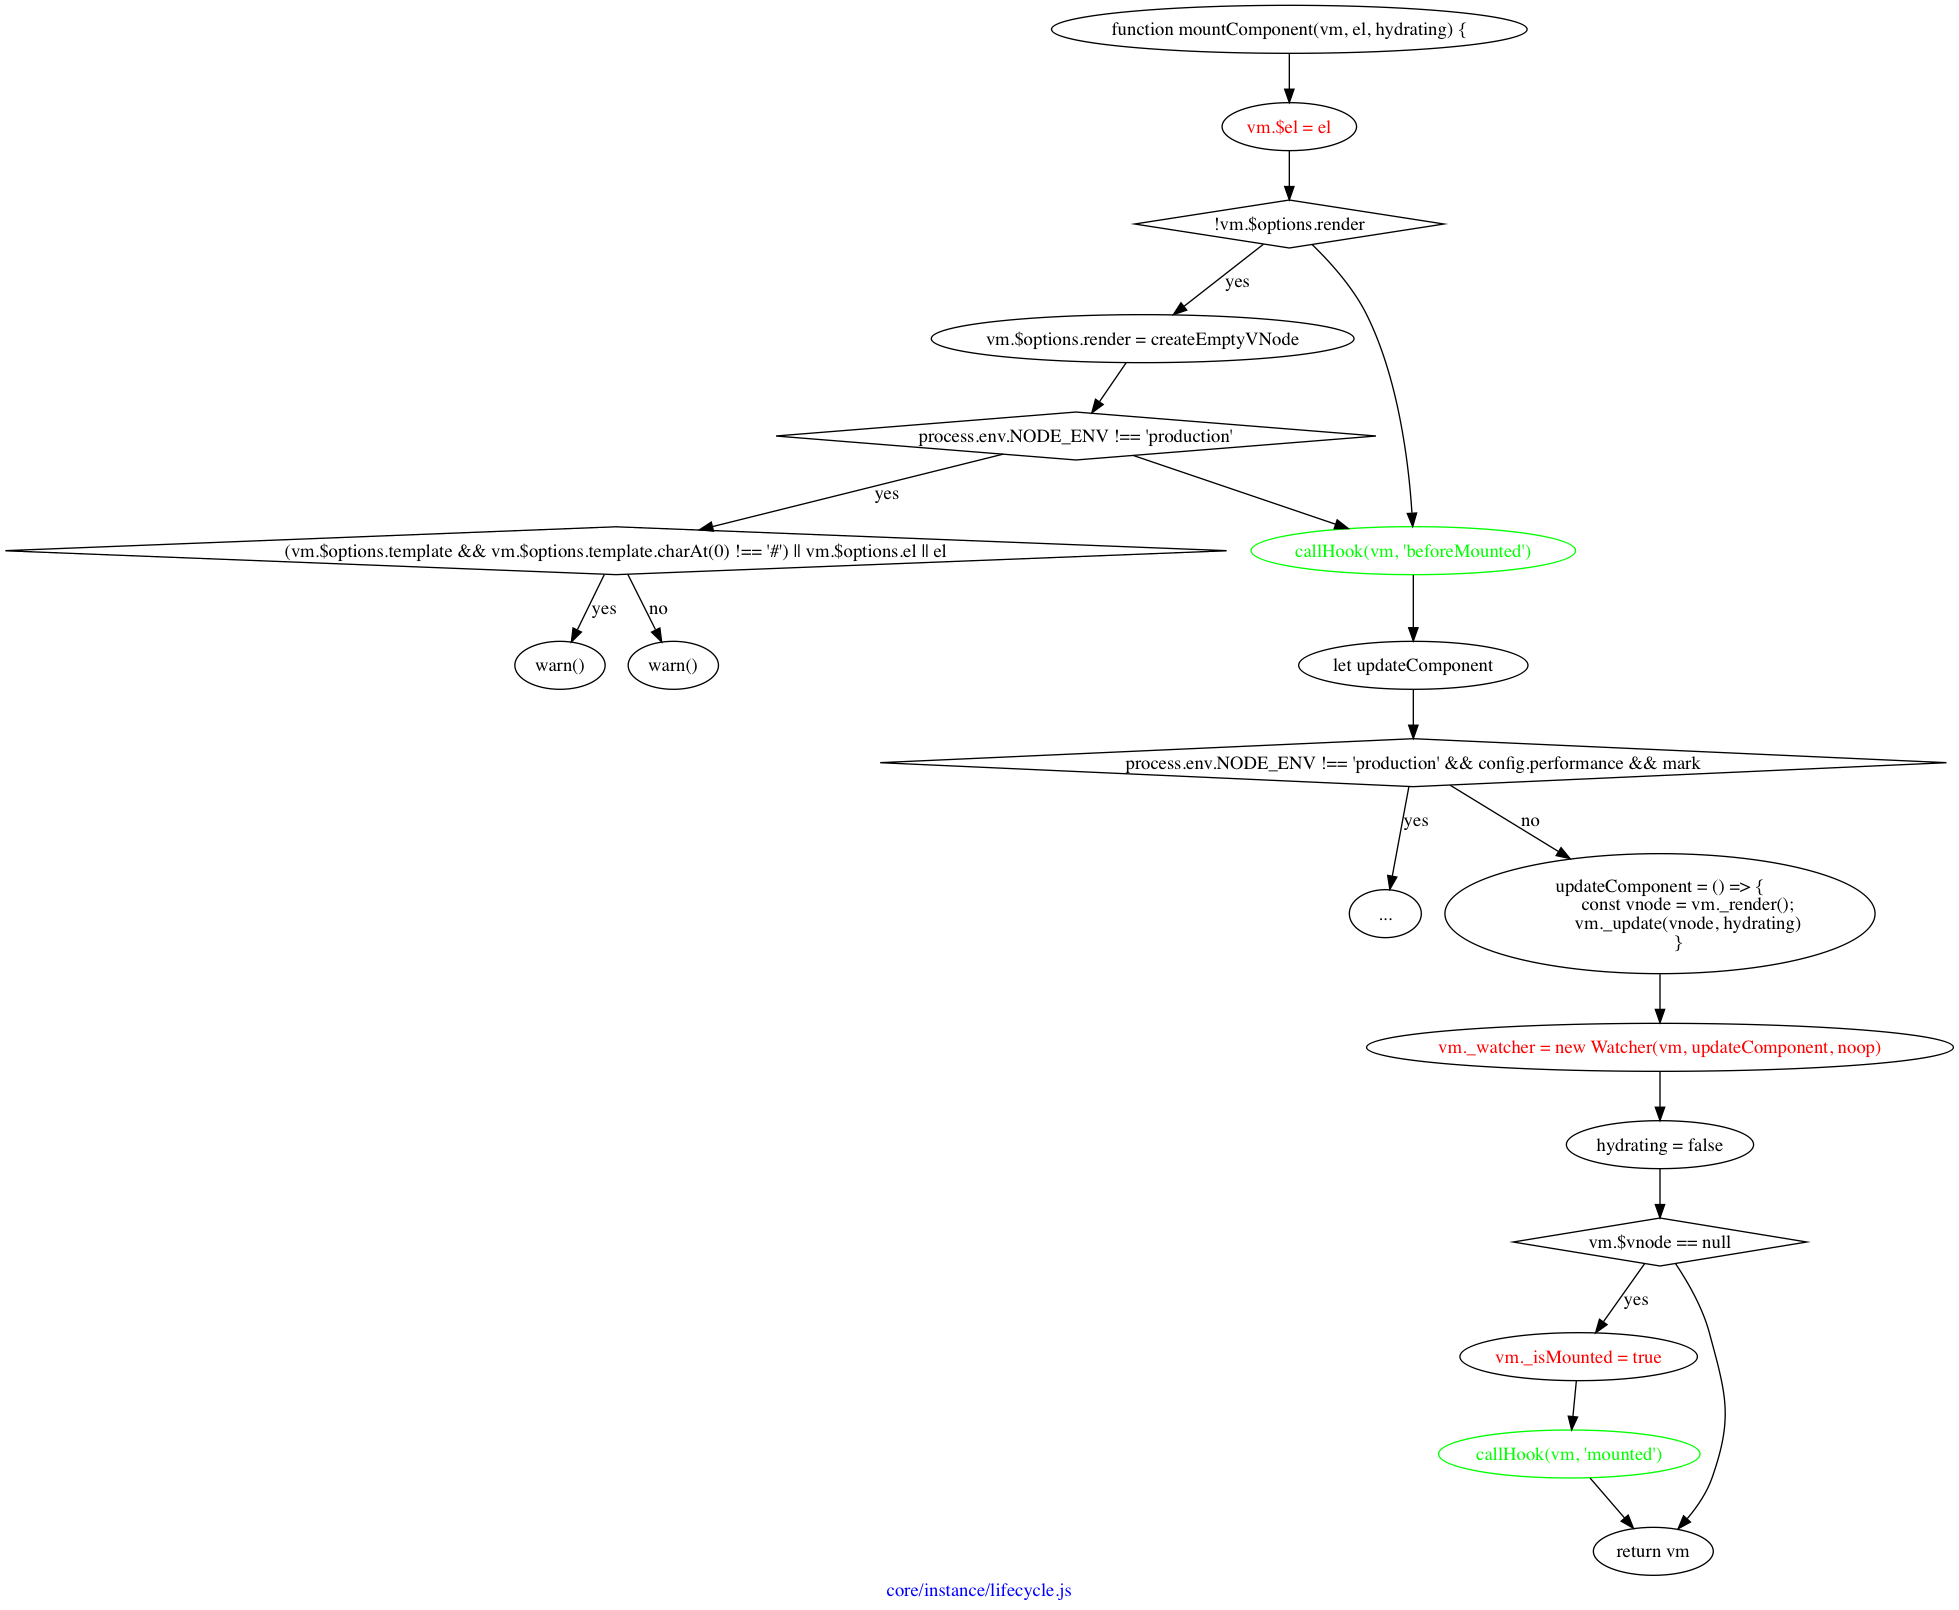 function mountComponent(vm, el, hydrating) {
vm.$el = el
!vm.$options.render
yes
vm.$options.render = createEmptyVNode
process.env.NODE_ENV !== 'production'
yes
(vm.$options.template && vm.$options.template.charAt(0) !== '#') || vm.$options.el || el
callHook(vm, 'beforeMounted')
yes
no
warn()
warn()
let updateComponent
process.env.NODE_ENV !== 'production' && config.performance && mark
yes
no
...
updateComponent = () => {
const vnode = vm._render();
vm._update(vnode, hydrating)
}
vm._watcher = new Watcher(vm, updateComponent, noop)
hydrating = false
vm.$vnode == null
yes
vm._isMounted = true
callHook(vm, 'mounted')
return vm
core/instance/lifecycle.js